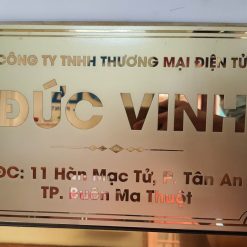 CÔNG TY TNHH THƯƠNG MẠI ĐIỆN TỬ
ĐỨC VINH
ĐC: 11 Hàn Mạc Tử, P. Tân An
TP. Buôn Ma Thuột